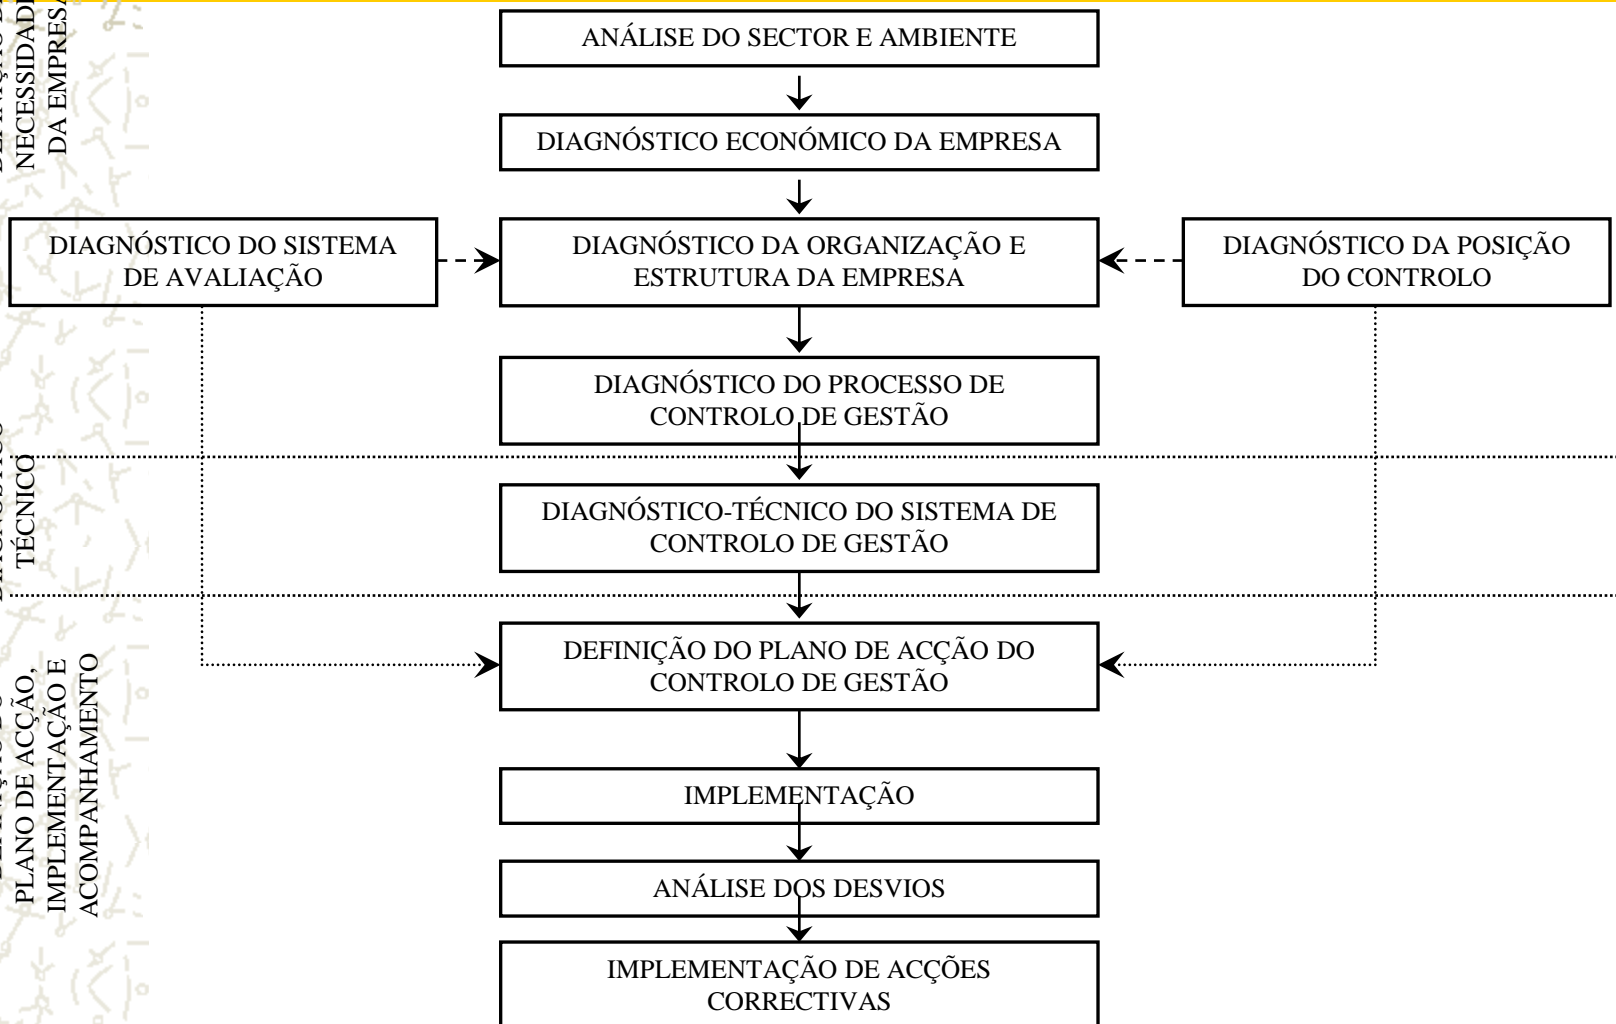 ANÁLISE DO SECTOR E AMBIENTE
DIAGNÓSTICO ECONÓMICO DA EMPRESA
DIAGNÓSTICO DO SISTEMA
DE AVALIAÇÃO
DIAGNÓSTICO DA ORGANIZAÇÃO E
ESTRUTURA DA EMPRESA
DIAGNÓSTICO DA POSIÇÃO
DO CONTROLO
DIAGNÓSTICO DO PROCESSO DE
CONTROLO DE GESTÃO
DIAGNÓSTICO-TÉCNICO DO SISTEMA DE
CONTROLO DE GESTÃO
DEFINIÇÃO DO PLANO DE ACÇÃO DO
CONTROLO DE GESTÃO
IMPLEMENTAÇÃO
ANÁLISE DOS DESVIOS
IMPLEMENTAÇÃO DE ACÇÕES
CORRECTIVAS
NECESSIDADE
DA EMPRESA
TÉCNICO
PLANO DE ACÇÃO,
IMPLEMENTAÇÃO E
ACOMPANHAMENTO